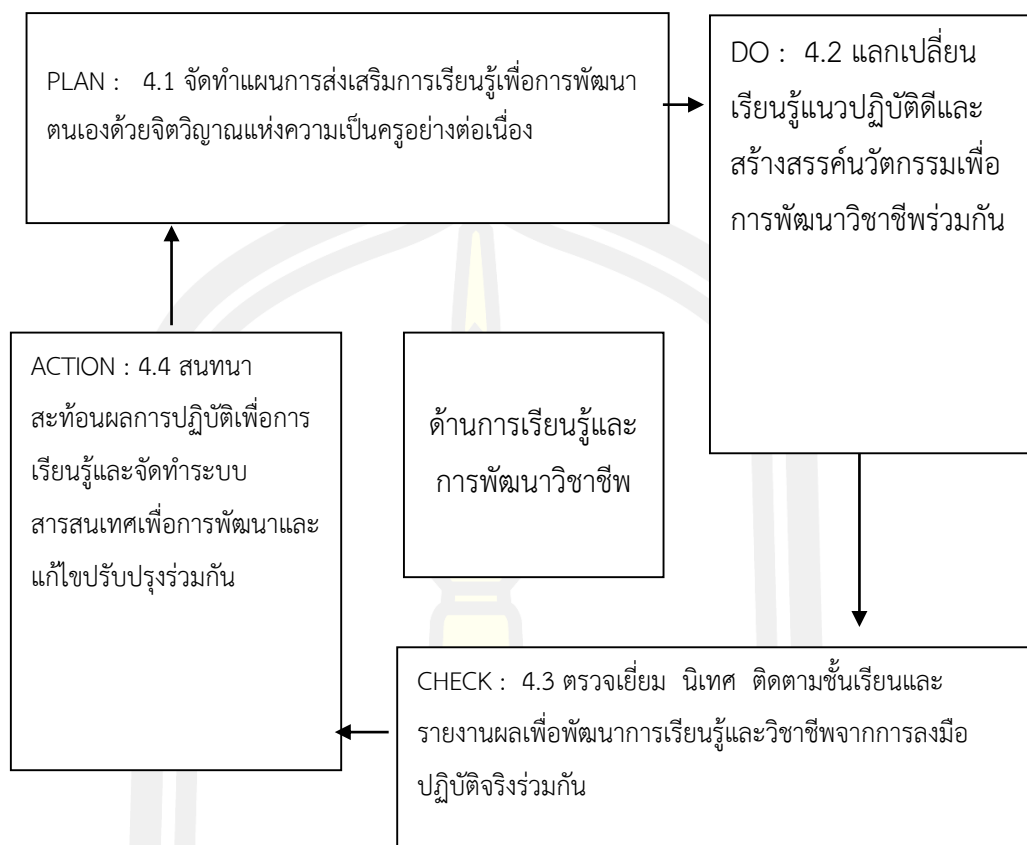 PLAN : 4.1 จัดทำแผนการส่งเสริมการเรียนรู้เพื่อการพัฒนา
ตนเองด้วยจิตวิญาณแห่งความเป็นครูอย่างต่อเนื่อง
DO : 4.2 แลกเปลี่ยน
เรียนรู้แนวปฏิบัติดีและ
สร้างสรรค์นวัตกรรมเพื่อ
การพัฒนาวิชาชีพร่วมกัน
ACTION : 4.4 สนทนา
สะท้อนผลการปฏิบัติเพื่อการ
เรียนรู้และจัดทำระบบ
สารสนเทศเพื่อการพัฒนาและ
แก้ไขปรับปรุงร่วมกัน
ด้านการเรียนรู้และ
การพัฒนาวิชาชีพ
CHECK : 4.3 ตรวจเยี่ยม นิเทศ ติดตามชั้นเรียนและ
รายงานผลเพื่อพัฒนาการเรียนรู้และวิชาชีพจากการลงมือ
ปฏิบัติจริงร่วมกัน